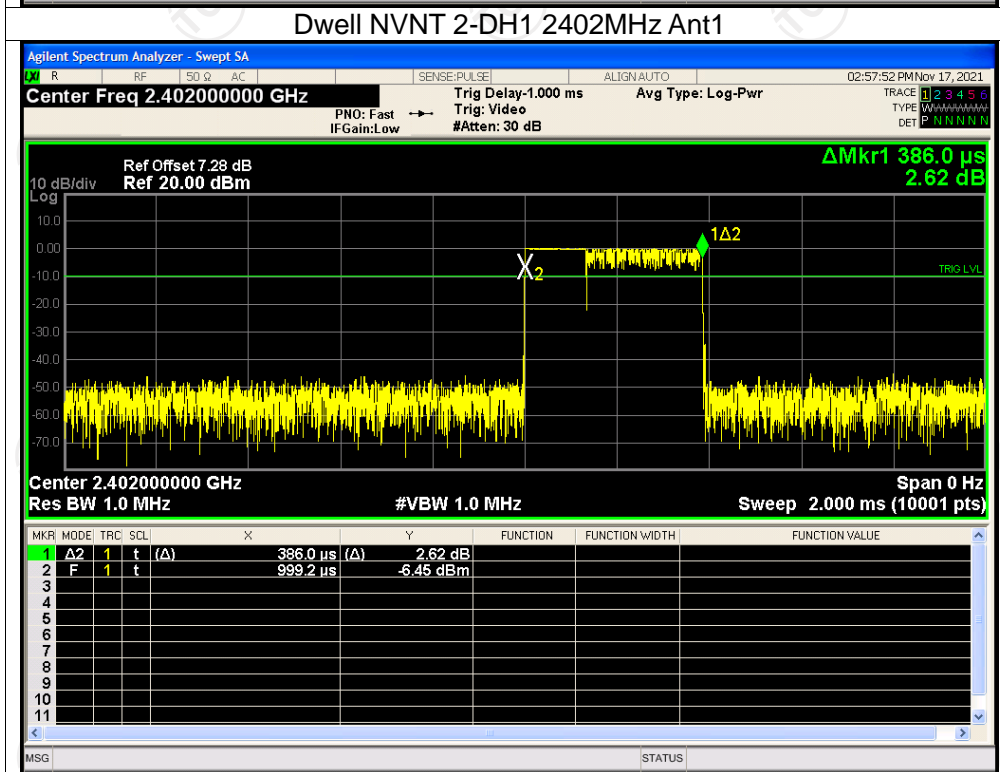 Dwell NVNT 2-DH1 2402MHz Ant1
Agilent Spectrum Analyzer - Swept SA
LXI R RF 50 Ω AC SENSE:PULSE ALIGNAUTO 02:57:52 PM Nov 17, 2021
Center Freq 2.402000000 GHz Trig Delay-1.000 ms Avg Type: Log-Pwr TRACE 1 2 3 4 5 6
PNO: Fast Trig: Video TYPE WWWWWW
IFGain:Low #Atten: 30 dB DET P N N N N N
ΔMkr1 386.0 µs
2.62 dB
Ref Offset 7.28 dB
10 dB/div Ref 20.00 dBm
Log
10.0
0.00
-10.0
-20.0
-30.0
-40.0
-50.0
-60.0
-70.0
1Δ2
2
TRIG LVL
Center 2.402000000 GHz Span 0 Hz
Res BW 1.0 MHz #VBW 1.0 MHz Sweep 2.000 ms (10001 pts)
MKR MODE TRC SCL X Y FUNCTION FUNCTION WIDTH FUNCTION VALUE
1 Δ2 1 t (Δ) 386.0 µs (Δ) 2.62 dB
2 F 1 t 999.2 µs -6.45 dBm
3
4
5
6
7
8
9
10
11
MSG STATUS